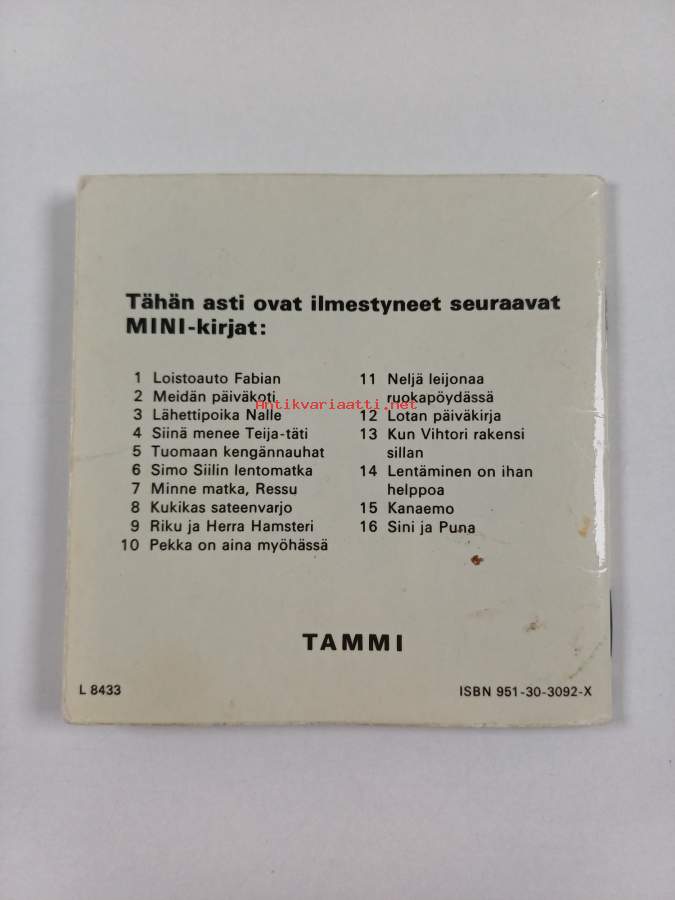 Tähän asti ovat ilmestyneet seuraavat
MINI-kirjat:
1 Loistoauto Fabian
2 Meidän päiväkoti
3 Lähettipoika Nalle
4 Siinä menee Teija-täti
5 Tuomaan kengännauhat
6 Simo Siilin lentomatka
7 Minne matka, Ressu
8 Kukikas sateenvarjo
9 Riku ja Herra Hamsteri
10 Pekka on aina myöhässä
11 Neljä leijonaa
ruokapöydässä
12 Lotan päiväkirja
13 Kun Vihtori rakensi
sillan
14 Lentäminen on ihan
helppoa
15 Kanaemo
16 Sini ja Puna
Antikvariaatti.net
TAMMI
L 8433
ISBN 951-30-3092-X